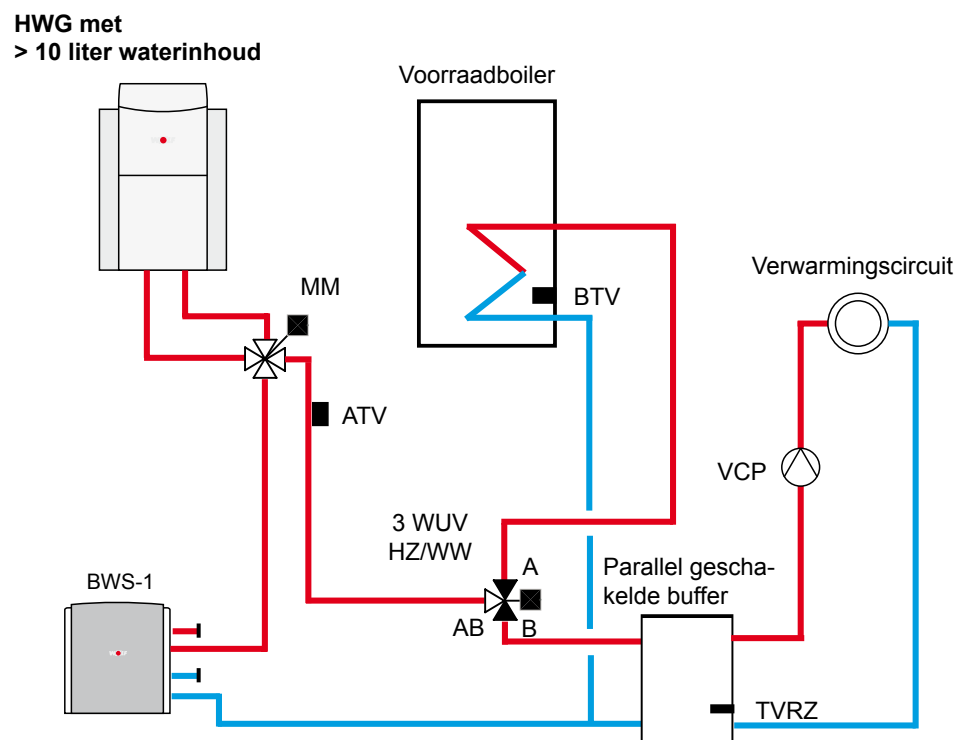 HWG met
> 10 liter waterinhoud
Voorraadboiler
Verwarmingscircuit
MM
BTV
ATV
VCP
3 WUV
HZ/WW
A
Parallel gescha-
kelde buffer
BWS-1
AB
B
TVRZ